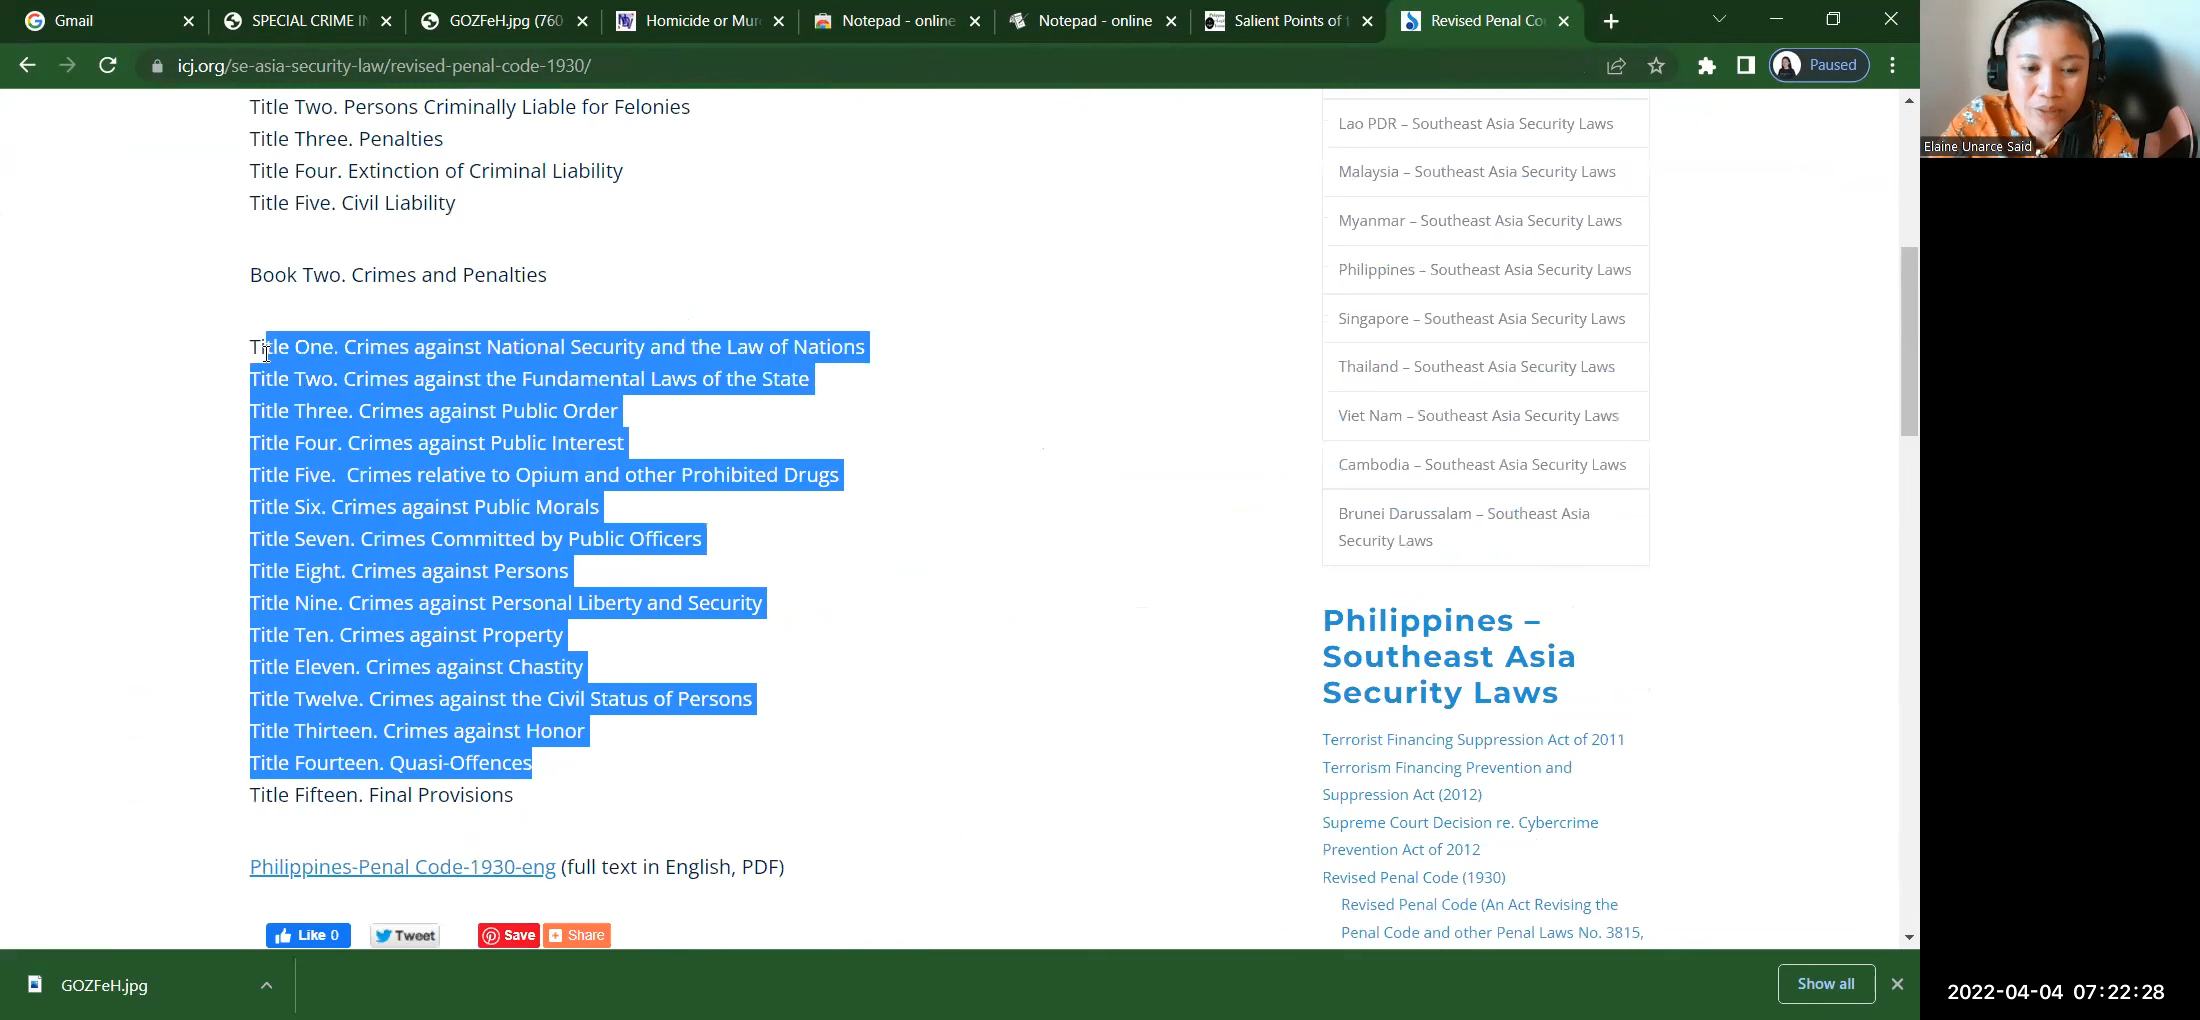 Gmail
SPECIAL CRIME IN
GOZFeH.jpg (760
Homicide or Mur
Notepad - online
Notepad - online
Salient Points of t
Revised Penal Co
icj.org/se-asia-security-law/revised-penal-code-1930/
Paused
Title Two. Persons Criminally Liable for Felonies
Title Three. Penalties
Title Four. Extinction of Criminal Liability
Title Five. Civil Liability
Book Two. Crimes and Penalties
Title One. Crimes against National Security and the Law of Nations
Title Two. Crimes against the Fundamental Laws of the State
Title Three. Crimes against Public Order
Title Four. Crimes against Public Interest
Title Five.  Crimes relative to Opium and other Prohibited Drugs
Title Six. Crimes against Public Morals
Title Seven. Crimes Committed by Public Officers
Title Eight. Crimes against Persons
Title Nine. Crimes against Personal Liberty and Security
Title Ten. Crimes against Property
Title Eleven. Crimes against Chastity
Title Twelve. Crimes against the Civil Status of Persons
Title Thirteen. Crimes against Honor
Title Fourteen. Quasi-Offences
Title Fifteen. Final Provisions
Philippines-Penal Code-1930-eng (full text in English, PDF)
Like 0
Tweet
Save
Share
Lao PDR – Southeast Asia Security Laws
Malaysia – Southeast Asia Security Laws
Myanmar – Southeast Asia Security Laws
Philippines – Southeast Asia Security Laws
Singapore – Southeast Asia Security Laws
Thailand – Southeast Asia Security Laws
Viet Nam – Southeast Asia Security Laws
Cambodia – Southeast Asia Security Laws
Brunei Darussalam – Southeast Asia
Security Laws
Philippines –
Southeast Asia
Security Laws
Terrorist Financing Suppression Act of 2011
Terrorism Financing Prevention and
Suppression Act (2012)
Supreme Court Decision re. Cybercrime
Prevention Act of 2012
Revised Penal Code (1930)
Revised Penal Code (An Act Revising the
Penal Code and other Penal Laws No. 3815,
GOZFeH.jpg
Show all
Elaine Unarce Said
2022-04-04 07:22:28